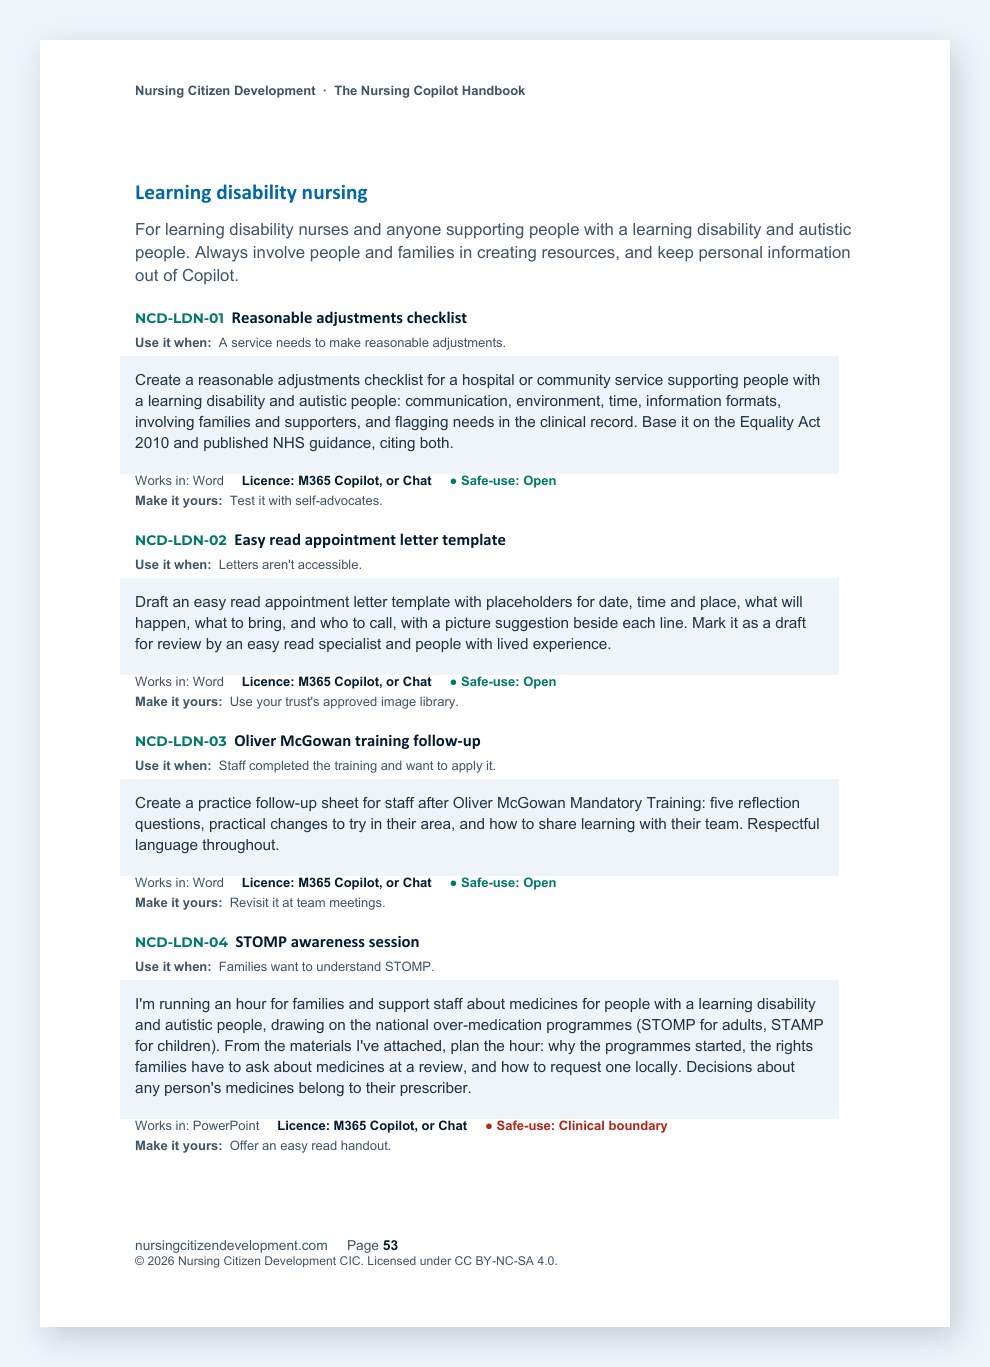 Nursing Citizen Development · The Nursing Copilot Handbook
Learning disability nursing
For learning disability nurses and anyone supporting people with a learning disability and autistic
people. Always involve people and families in creating resources, and keep personal information
out of Copilot.
NCD-LDN-01 Reasonable adjustments checklist
Use it when: A service needs to make reasonable adjustments.
Create a reasonable adjustments checklist for a hospital or community service supporting people with
a learning disability and autistic people: communication, environment, time, information formats,
involving families and supporters, and flagging needs in the clinical record. Base it on the Equality Act
2010 and published NHS guidance, citing both.
Works in: Word Licence: M365 Copilot, or Chat ● Safe-use: Open
Make it yours: Test it with self-advocates.
NCD-LDN-02 Easy read appointment letter template
Use it when: Letters aren't accessible.
Draft an easy read appointment letter template with placeholders for date, time and place, what will
happen, what to bring, and who to call, with a picture suggestion beside each line. Mark it as a draft
for review by an easy read specialist and people with lived experience.
Works in: Word Licence: M365 Copilot, or Chat ● Safe-use: Open
Make it yours: Use your trust's approved image library.
NCD-LDN-03 Oliver McGowan training follow-up
Use it when: Staff completed the training and want to apply it.
Create a practice follow-up sheet for staff after Oliver McGowan Mandatory Training: five reflection
questions, practical changes to try in their area, and how to share learning with their team. Respectful
language throughout.
Works in: Word Licence: M365 Copilot, or Chat ● Safe-use: Open
Make it yours: Revisit it at team meetings.
NCD-LDN-04 STOMP awareness session
Use it when: Families want to understand STOMP.
I'm running an hour for families and support staff about medicines for people with a learning disability
and autistic people, drawing on the national over-medication programmes (STOMP for adults, STAMP
for children). From the materials I've attached, plan the hour: why the programmes started, the rights
families have to ask about medicines at a review, and how to request one locally. Decisions about
any person's medicines belong to their prescriber.
Works in: PowerPoint Licence: M365 Copilot, or Chat ● Safe-use: Clinical boundary
Make it yours: Offer an easy read handout.
nursingcitizendevelopment.com Page 53
© 2026 Nursing Citizen Development CIC. Licensed under CC BY-NC-SA 4.0.